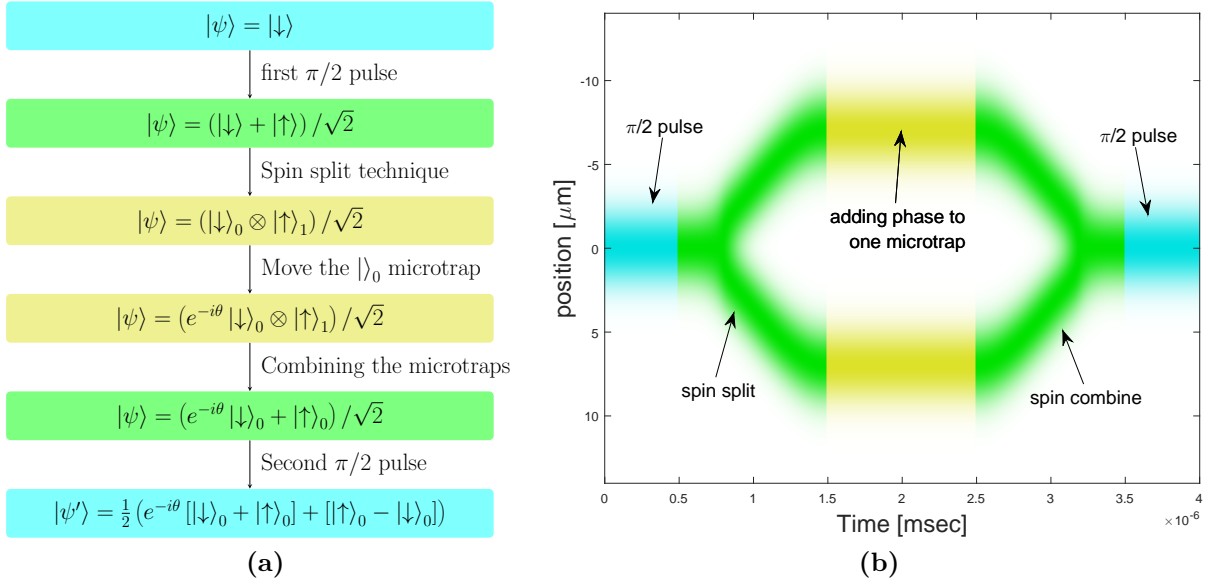 |ψ⟩ = |↓⟩
first π/2 pulse
|ψ⟩ = (|↓⟩ + |↑⟩) /√2
Spin split technique
|ψ⟩ = (|↓⟩₀ ⊗ |↑⟩₁) /√2
Move the |⟩₀ microtrap
|ψ⟩ = (e^{-iθ} |↓⟩₀ ⊗ |↑⟩₁) /√2
Combining the microtraps
|ψ⟩ = (e^{-iθ} |↓⟩₀ + |↑⟩₀) /√2
Second π/2 pulse
|ψ′⟩ = ½ (e^{-iθ} [|↓⟩₀ + |↑⟩₀] + [|↑⟩₀ − |↓⟩₀])
(a)
position [μm]
-10
-5
0
5
10
π/2 pulse
π/2 pulse
adding phase to
one microtrap
spin split
spin combine
0 0.5 1 1.5 2 2.5 3 3.5 4
Time [msec]
×10⁻⁶
(b)